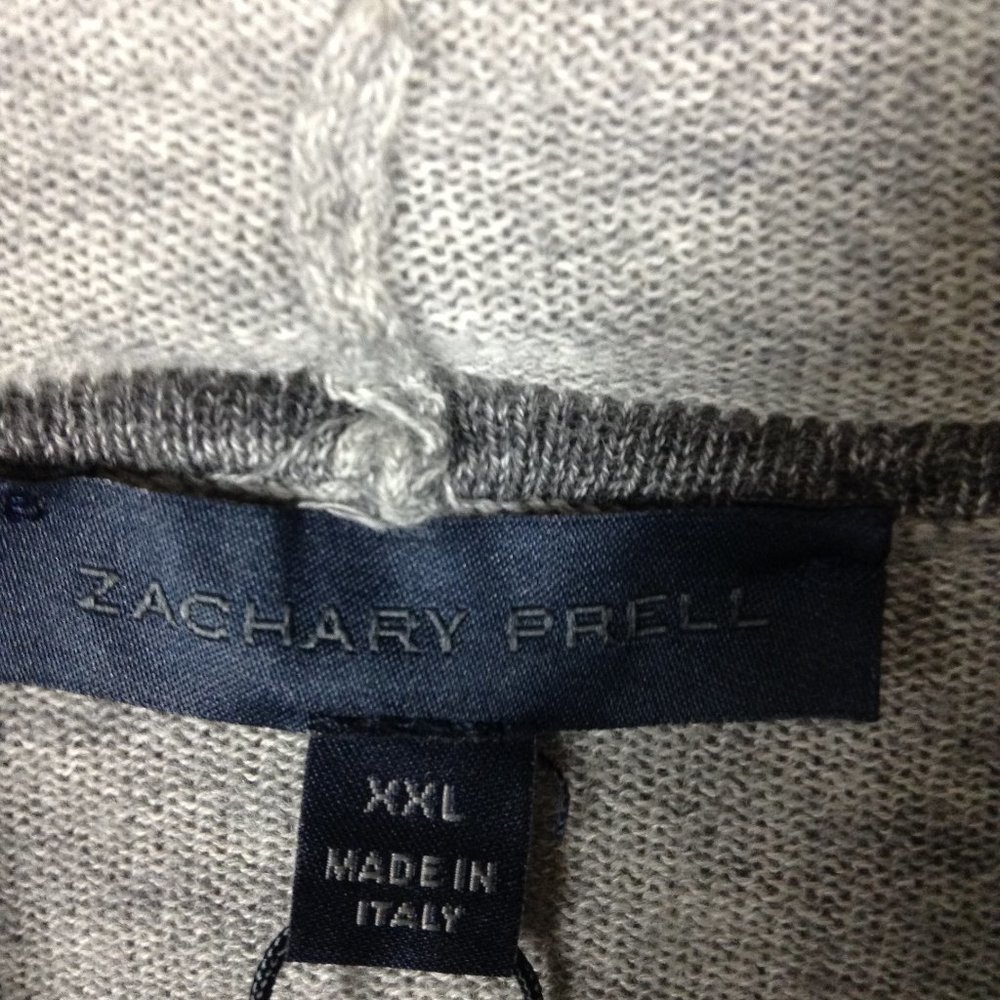 ZACHARY PRELL
XXL
MADE IN
ITALY